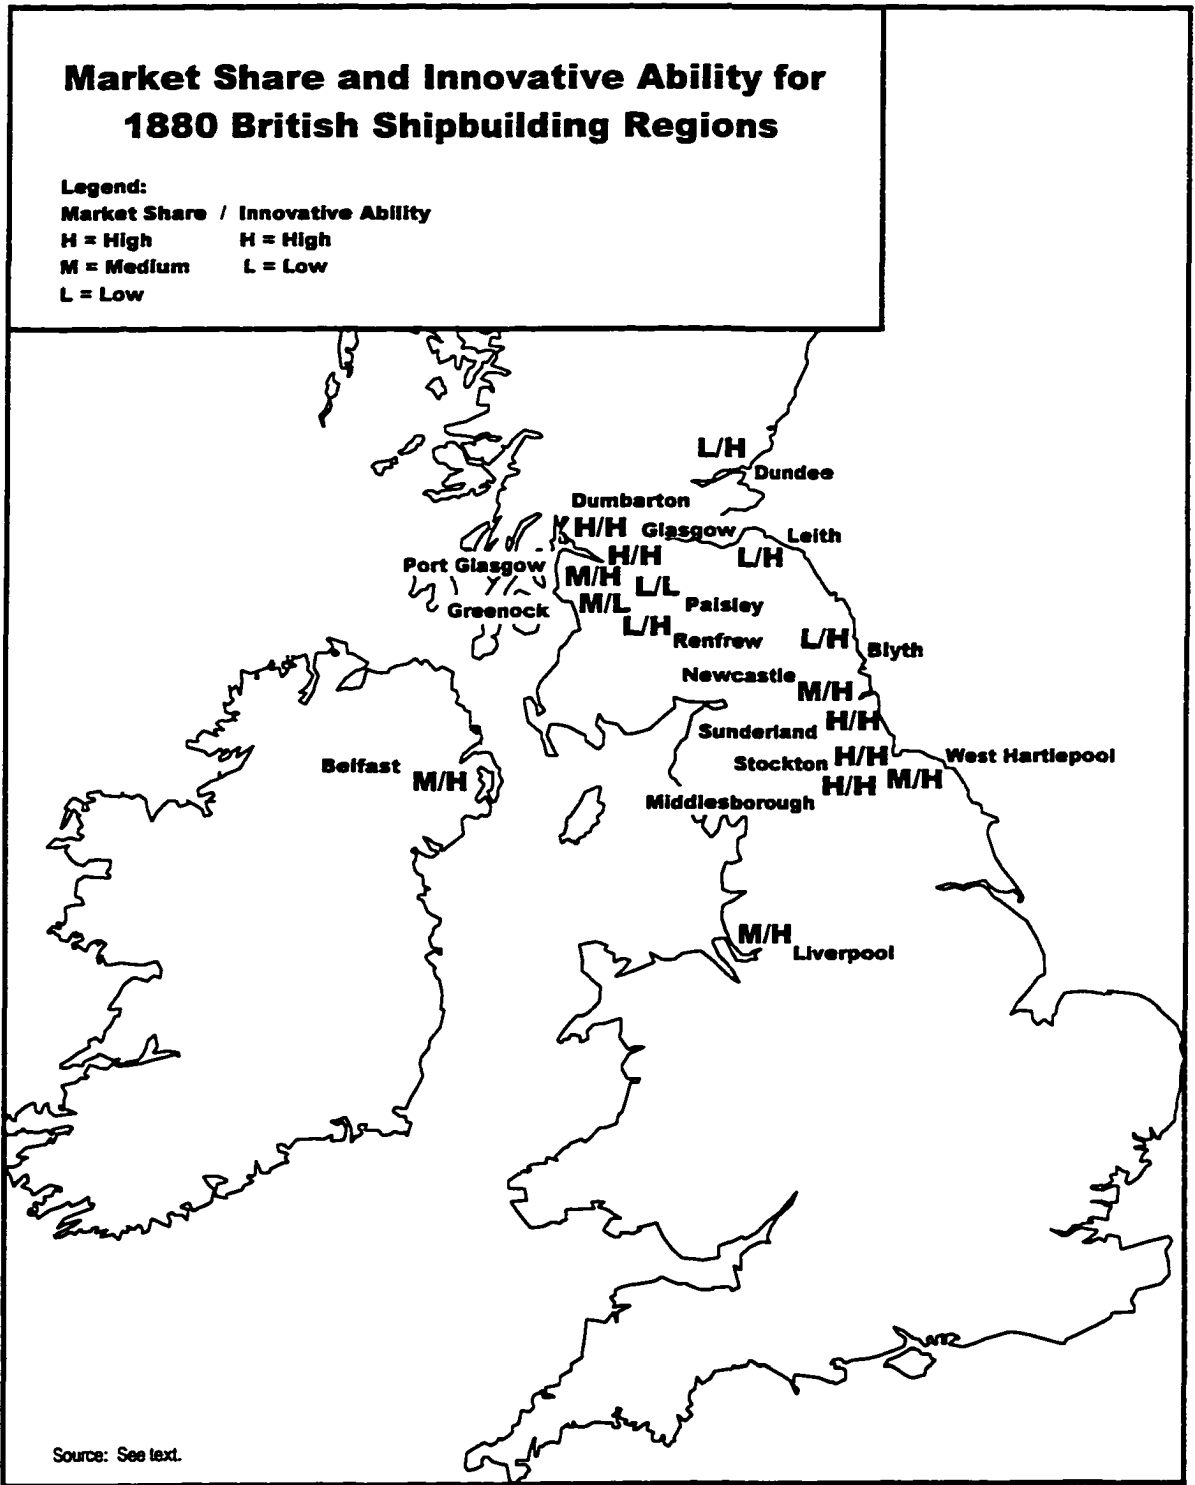 Market Share and Innovative Ability for
1880 British Shipbuilding Regions
Legend:
Market Share / Innovative Ability
H = High H = High
M = Medium L = Low
L = Low
L/H
Dundee
Dumbarton
H/H Glasgow
Leith
H/H
L/H
Port Glasgow
M/H
L/L
Paisley
M/L
Greenock
L/H
Renfrew
L/H
Blyth
Newcastle
M/H
Sunderland
H/H
Stockton
H/H
West Hartlepool
Belfast
M/H
H/H
M/H
Middlesborough
M/H
Liverpool
Source: See text.